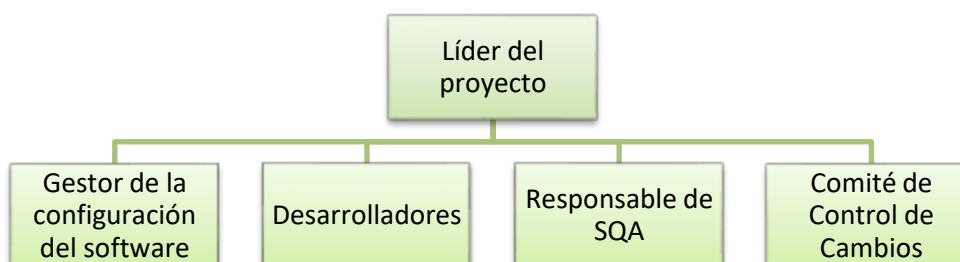 Líder del
proyecto
Gestor de la
configuración
del software
Desarrolladores
Responsable de
SQA
Comité de
Control de
Cambios